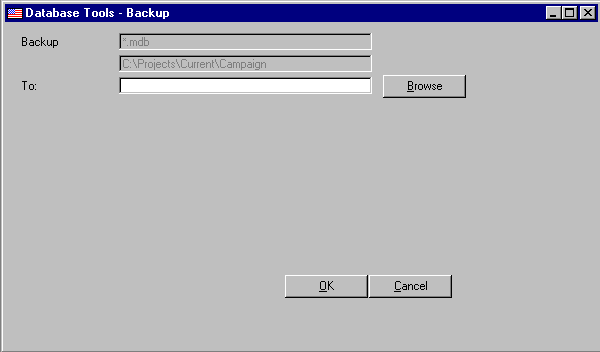 Database Tools - Backup
Backup
*.mdb
C:\Projects\Current\Campaign
To:
Browse
OK
Cancel